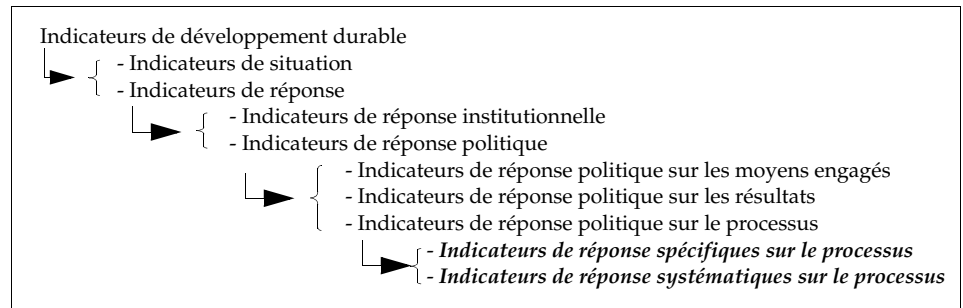 Indicateurs de développement durable
- Indicateurs de situation
- Indicateurs de réponse
- Indicateurs de réponse institutionnelle
- Indicateurs de réponse politique
- Indicateurs de réponse politique sur les moyens engagés
- Indicateurs de réponse politique sur les résultats
- Indicateurs de réponse politique sur le processus
- Indicateurs de réponse spécifiques sur le processus
- Indicateurs de réponse systématiques sur le processus